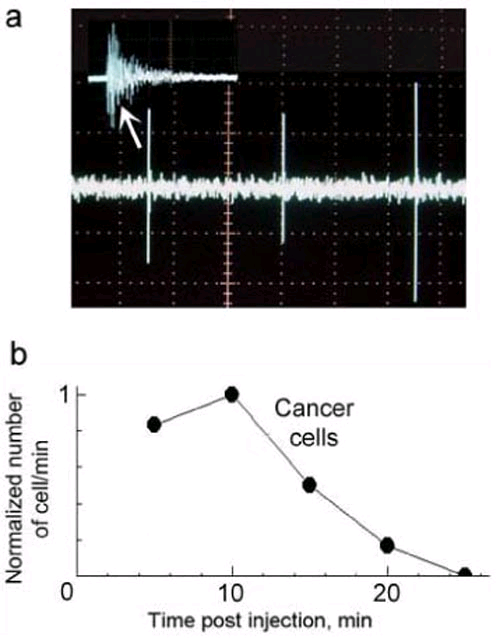 a
b
Normalized number
of cell/min
1
Cancer
cells
0
10
20
Time post injection, min